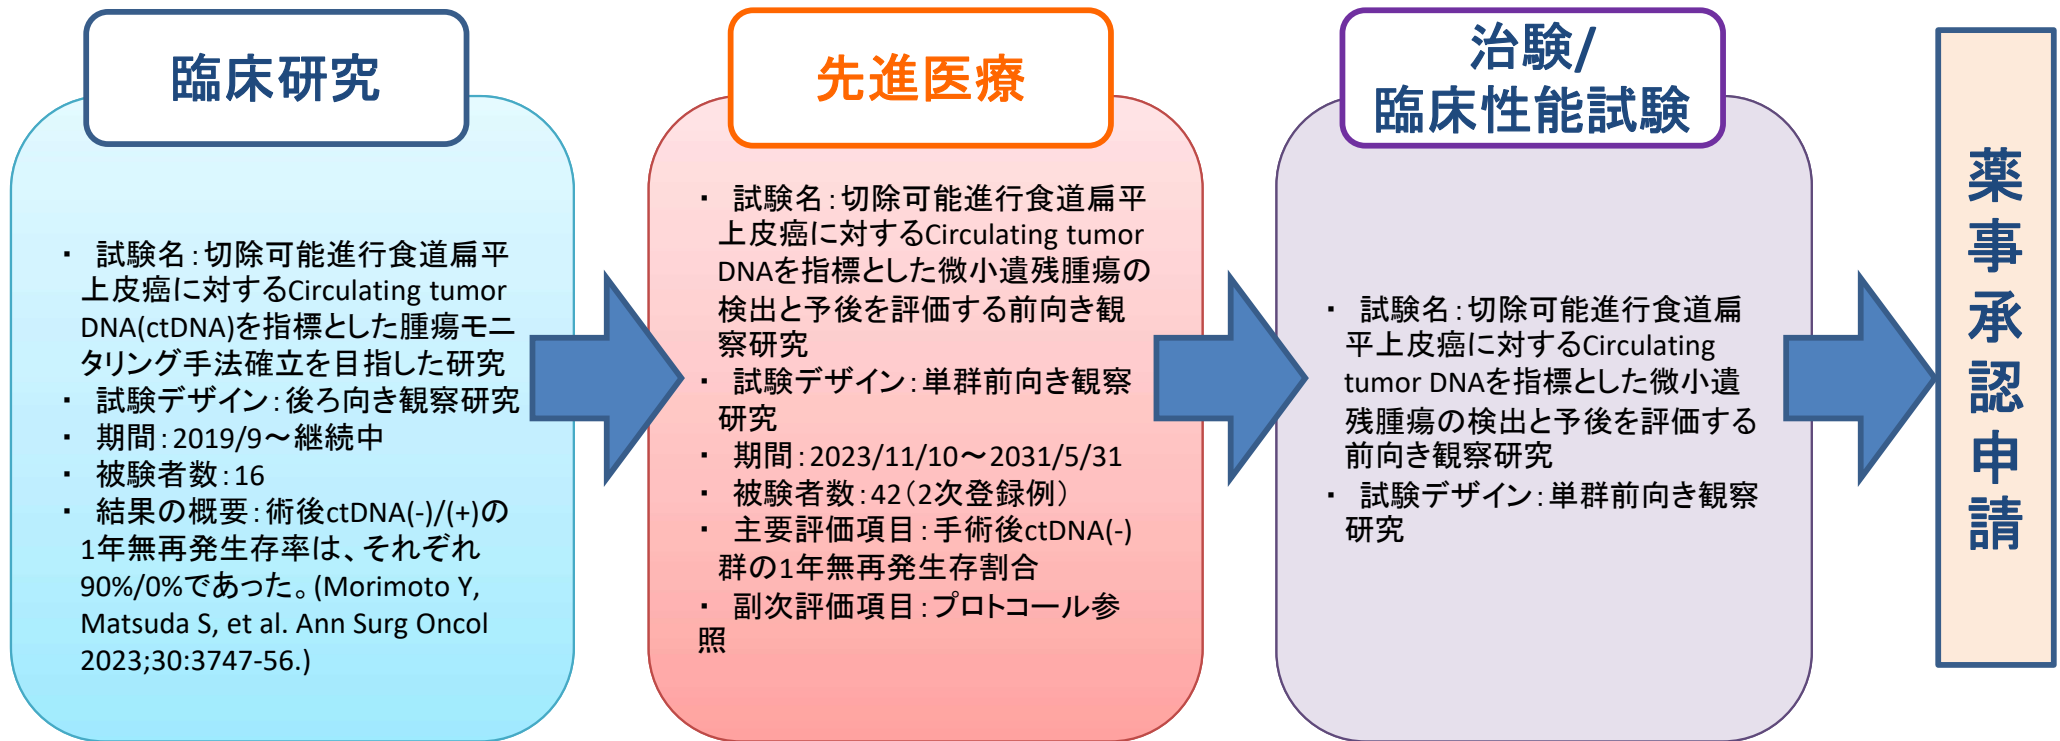 臨床研究
・ 試験名：切除可能進行食道扁平
上皮癌に対するCirculating tumor
DNA(ctDNA)を指標とした腫瘍モニ
タリング手法確立を目指した研究
・ 試験デザイン：後ろ向き観察研究
・ 期間：2019/9～継続中
・ 被験者数：16
・ 結果の概要：術後ctDNA(-)/(+)の
1年無再発生存率は、それぞれ
90%/0%であった。(Morimoto Y,
Matsuda S, et al. Ann Surg Oncol
2023;30:3747-56.)
先進医療
・ 試験名：切除可能進行食道扁平
上皮癌に対するCirculating tumor
DNAを指標とした微小遺残腫瘍の
検出と予後を評価する前向き観
察研究
・ 試験デザイン：単群前向き観察
研究
・ 期間：2023/11/10～2031/5/31
・ 被験者数：42（2次登録例）
・ 主要評価項目：手術後ctDNA(-)
群の1年無再発生存割合
・ 副次評価項目：プロトコール参
照
治験/
臨床性能試験
・ 試験名：切除可能進行食道扁
平上皮癌に対するCirculating
tumor DNAを指標とした微小遺
残腫瘍の検出と予後を評価する
前向き観察研究
・ 試験デザイン：単群前向き観察
研究
薬事承認申請